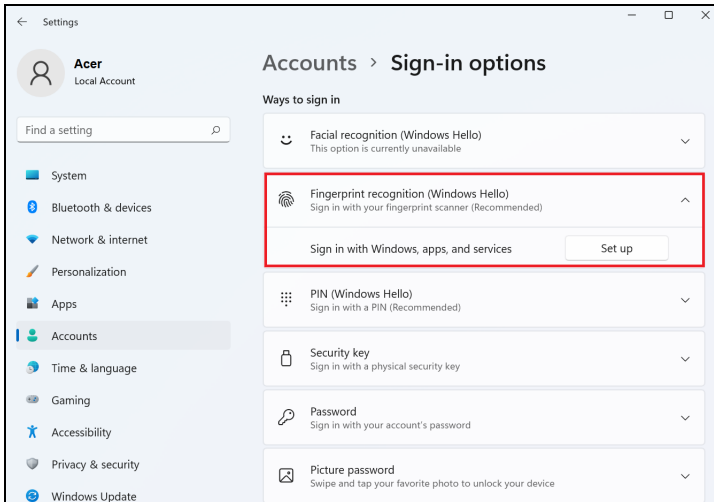 Settings
Acer
Local Account
Find a setting
System
Bluetooth & devices
Network & internet
Personalization
Apps
Accounts
Time & language
Gaming
Accessibility
Privacy & security
Windows Update
Accounts > Sign-in options
Ways to sign in
Facial recognition (Windows Hello)
This option is currently unavailable
Fingerprint recognition (Windows Hello)
Sign in with your fingerprint scanner (Recommended)
Sign in with Windows, apps, and services
Set up
PIN (Windows Hello)
Sign in with a PIN (Recommended)
Security key
Sign in with a physical security key
Password
Sign in with your account's password
Picture password
Swipe and tap your favorite photo to unlock your device